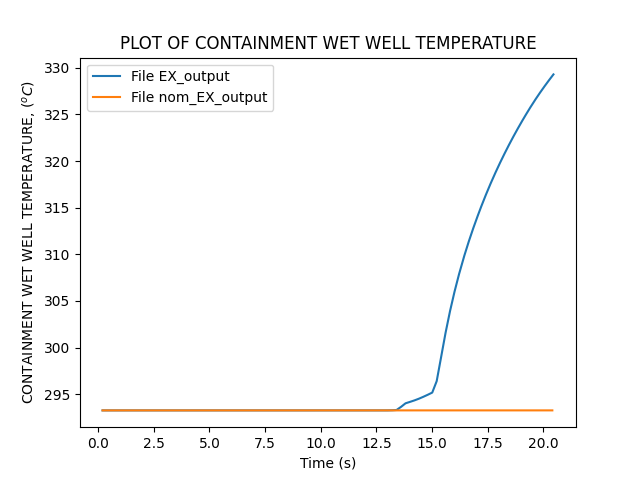 PLOT OF CONTAINMENT WET WELL TEMPERATURE
File EX_output
File nom_EX_output
CONTAINMENT WET WELL TEMPERATURE, (°C)
330
325
320
315
310
305
300
295
0.0 2.5 5.0 7.5 10.0 12.5 15.0 17.5 20.0
Time (s)